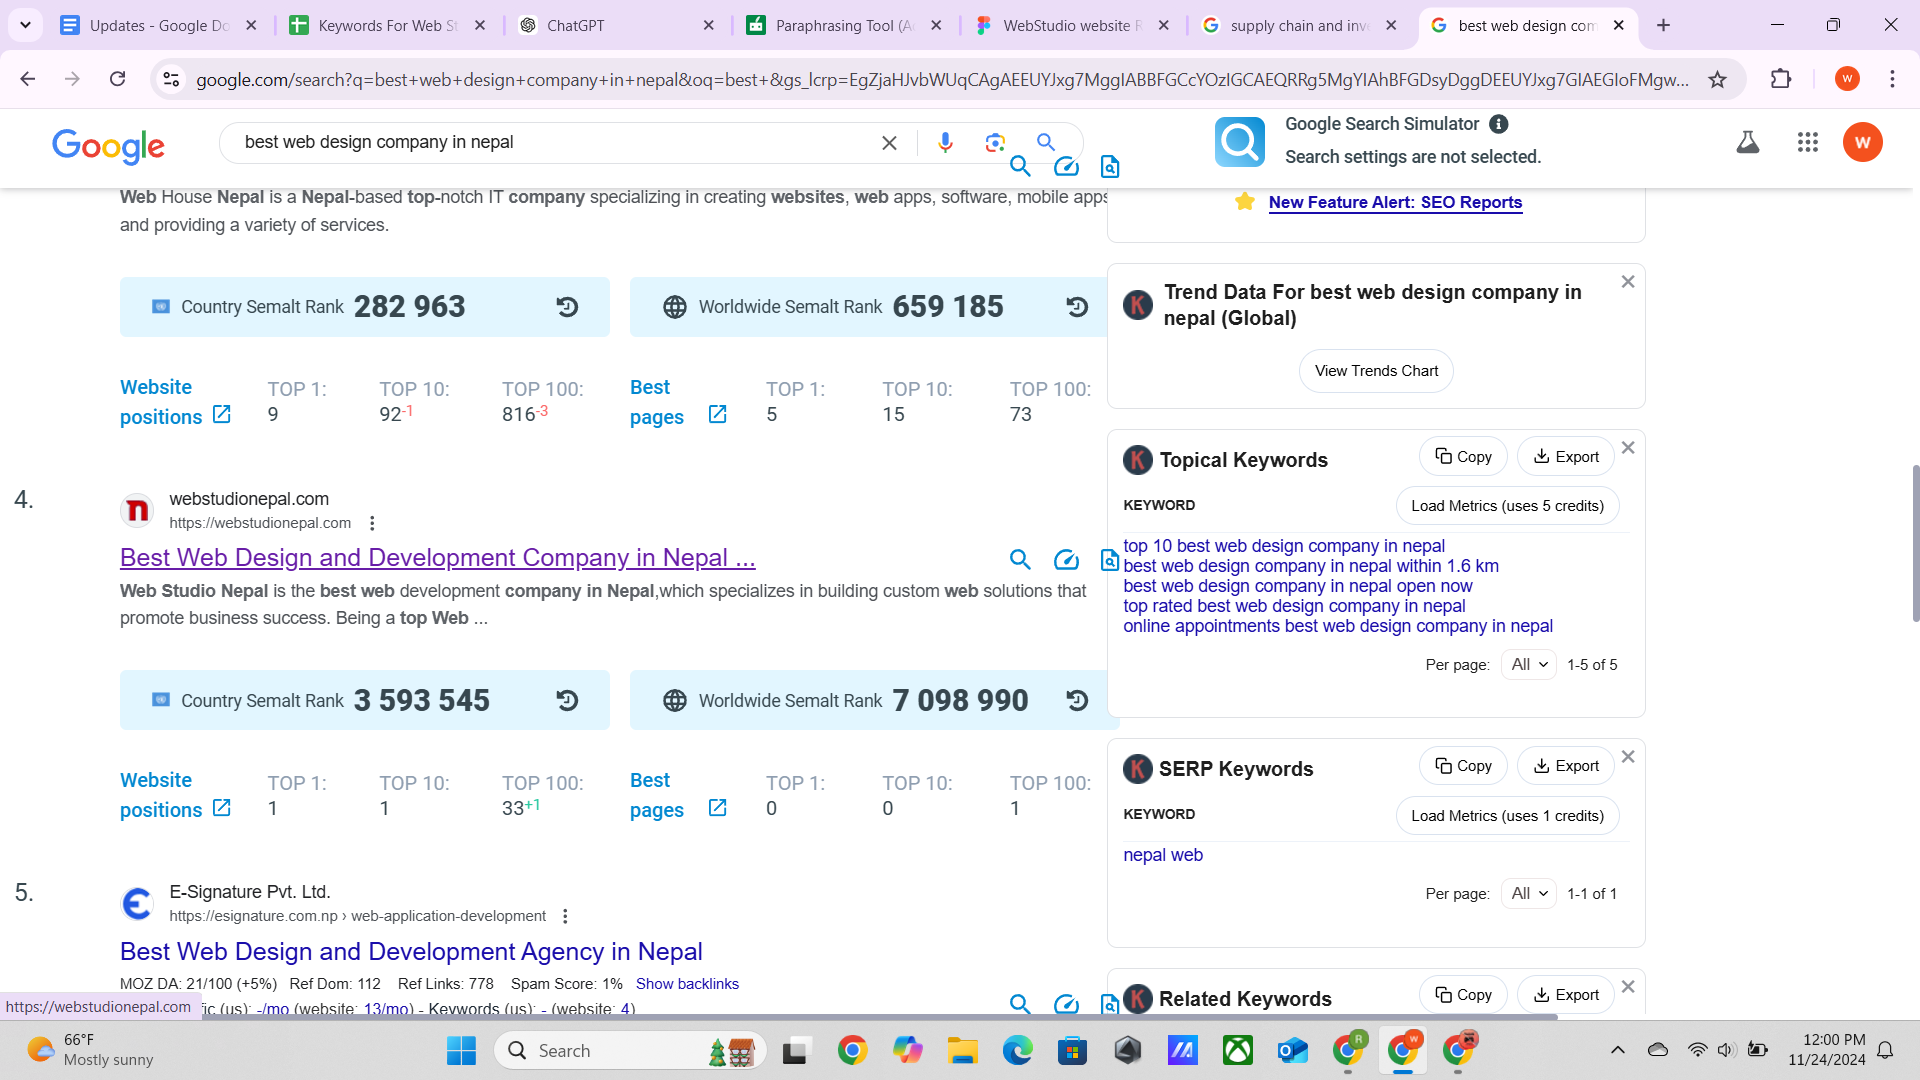 Updates - Google Do
Keywords For Web St
ChatGPT
Paraphrasing Tool (A
WebStudio website R
supply chain and inve
best web design com
google.com/search?q=best+web+design+company+in+nepal&oq=best+&gs_lcrp=EgZjaHJvbWUqCAgAEEUYJxg7MggIABBFGCcYOzIGCAEQRRg5MgYIAhBFGDsyDggDEEUYJxg7GIAEGIoFMgw...
W
Google
best web design company in nepal
Google Search Simulator
Search settings are not selected.
W
Web House Nepal is a Nepal-based top-notch IT company specializing in creating websites, web apps, software, mobile apps
and providing a variety of services.
New Feature Alert: SEO Reports
Country Semalt Rank 282 963
Worldwide Semalt Rank 659 185
Website positions
TOP 1: 9
TOP 10: 92-1
TOP 100: 816-3
Best pages
TOP 1: 5
TOP 10: 15
TOP 100: 73
Trend Data For best web design company in
nepal (Global)
View Trends Chart
4.
webstudionepal.com
https://webstudionepal.com
Best Web Design and Development Company in Nepal ...
Web Studio Nepal is the best web development company in Nepal,which specializes in building custom web solutions that
promote business success. Being a top Web ...
Country Semalt Rank 3 593 545
Worldwide Semalt Rank 7 098 990
Website positions
TOP 1: 1
TOP 10: 1
TOP 100: 33+1
Best pages
TOP 1: 0
TOP 10: 0
TOP 100: 1
Topical Keywords
Copy
Export
KEYWORD
Load Metrics (uses 5 credits)
top 10 best web design company in nepal
best web design company in nepal within 1.6 km
best web design company in nepal open now
top rated best web design company in nepal
online appointments best web design company in nepal
Per page: All 1-5 of 5
SERP Keywords
Copy
Export
KEYWORD
Load Metrics (uses 1 credits)
nepal web
Per page: All 1-1 of 1
5.
E-Signature Pvt. Ltd.
https://esignature.com.np › web-application-development
Best Web Design and Development Agency in Nepal
MOZ DA: 21/100 (+5%) Ref Dom: 112 Ref Links: 778 Spam Score: 1% Show backlinks
fic (us): -/mo (website: 13/mo) - Keywords (us): - (website: 4)
Related Keywords
Copy
Export
https://webstudionepal.com
66°F
Mostly sunny
Search
R
W
12:00 PM
11/24/2024